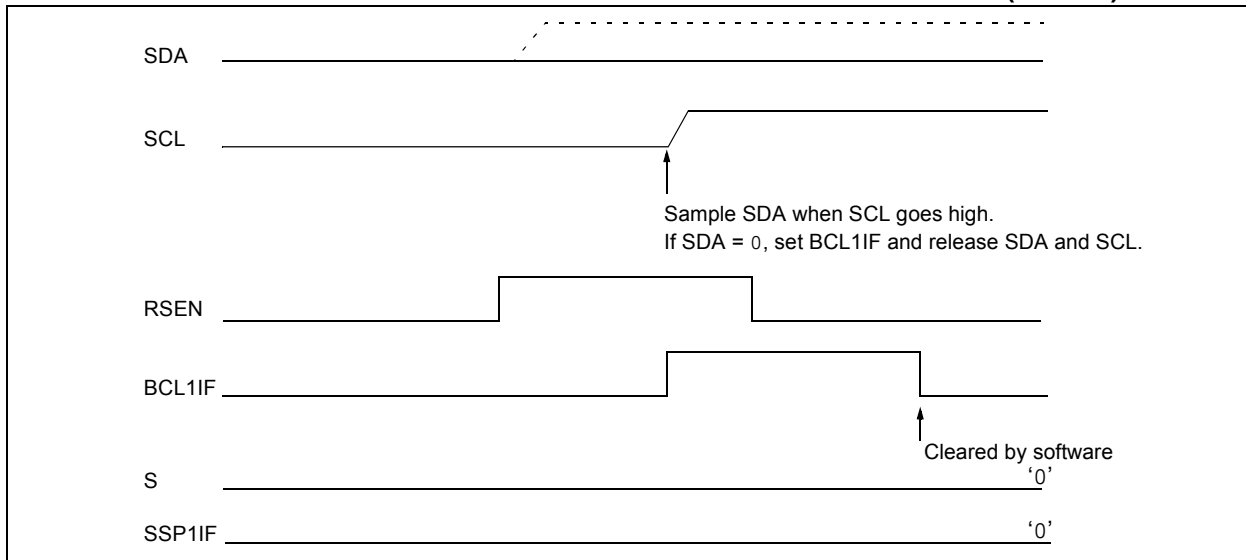 SDA
SCL
Sample SDA when SCL goes high.
If SDA = 0, set BCL1IF and release SDA and SCL.
RSEN
BCL1IF
Cleared by software
S
‘0’
SSP1IF
‘0’